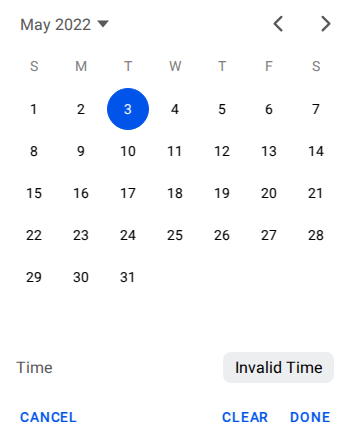 May 2022
S M T W T F S
1 2 3 4 5 6 7
8 9 10 11 12 13 14
15 16 17 18 19 20 21
22 23 24 25 26 27 28
29 30 31
Time Invalid Time
CANCEL CLEAR DONE